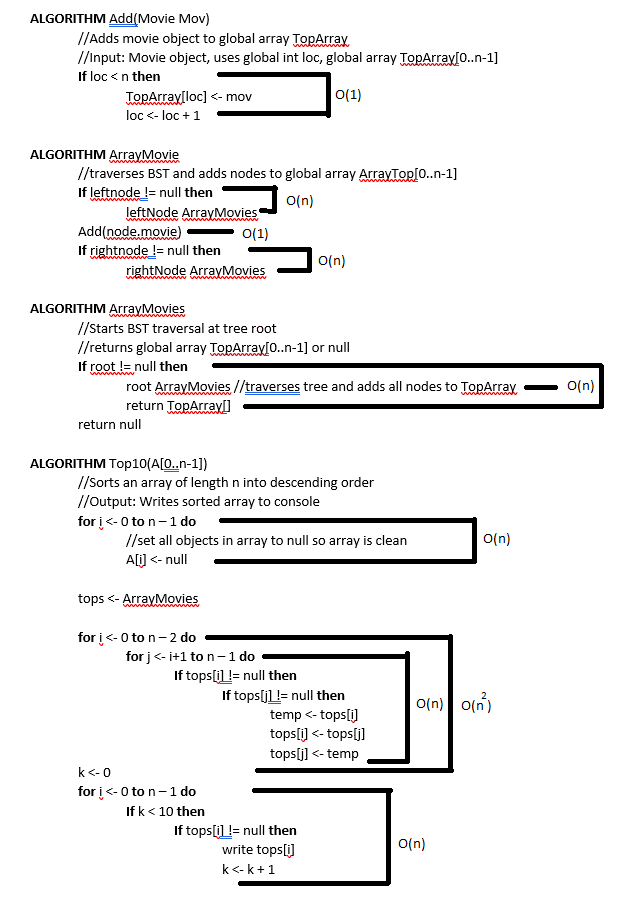 ALGORITHM Add(Movie Mov)
//Adds movie object to global array TopArray
//Input: Movie object, uses global int loc, global array TopArray[0..n-1]
If loc < n then
TopArray[loc] <- mov
loc <- loc + 1
O(1)
ALGORITHM ArrayMovie
//traverses BST and adds nodes to global array ArrayTop[0..n-1]
If leftnode != null then
leftNode ArrayMovies
O(n)
Add(node.movie)
O(1)
If rightnode != null then
rightNode ArrayMovies
O(n)
ALGORITHM ArrayMovies
//Starts BST traversal at tree root
//returns global array TopArray[0..n-1] or null
If root != null then
root ArrayMovies //traverses tree and adds all nodes to TopArray
O(n)
return TopArray[]
return null
ALGORITHM Top10(A[0..n-1])
//Sorts an array of length n into descending order
//Output: Writes sorted array to console
for i <- 0 to n – 1 do
//set all objects in array to null so array is clean
A[i] <- null
O(n)
tops <- ArrayMovies
for i <- 0 to n – 2 do
for j <- i+1 to n – 1 do
If tops[i] != null then
If tops[j] != null then
temp <- tops[i]
tops[i] <- tops[j]
tops[j] <- temp
O(n)
O(n²)
k <- 0
for i <- 0 to n – 1 do
If k < 10 then
If tops[i] != null then
write tops[i]
k <- k + 1
O(n)